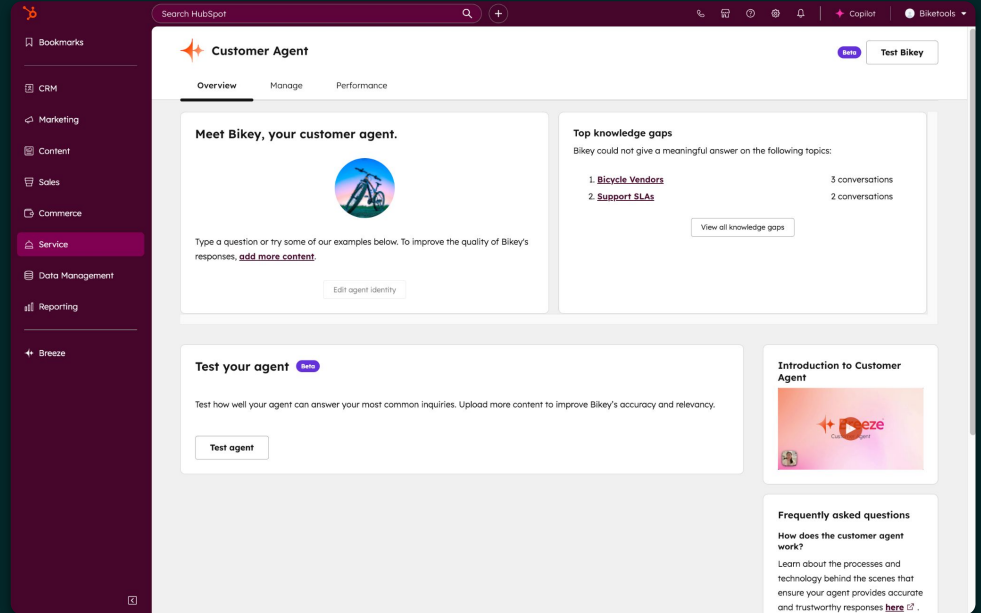 Search HubSpot
Copilot
Biketools
Bookmarks
CRM
Marketing
Content
Sales
Commerce
Service
Data Management
Reporting
Breeze
Customer Agent
Beta
Test Bikey
Overview
Manage
Performance
Meet Bikey, your customer agent.
Type a question or try some of our examples below. To improve the quality of Bikey's
responses, add more content.
Edit agent identity
Top knowledge gaps
Bikey could not give a meaningful answer on the following topics:
1. Bicycle Vendors 3 conversations
2. Support SLAs 2 conversations
View all knowledge gaps
Test your agent Beta
Test how well your agent can answer your most common inquiries. Upload more content to improve Bikey's accuracy and relevancy.
Test agent
Introduction to Customer
Agent
Frequently asked questions
How does the customer agent
work?
Learn about the processes and
technology behind the scenes that
ensure your agent provides accurate
and trustworthy responses here.